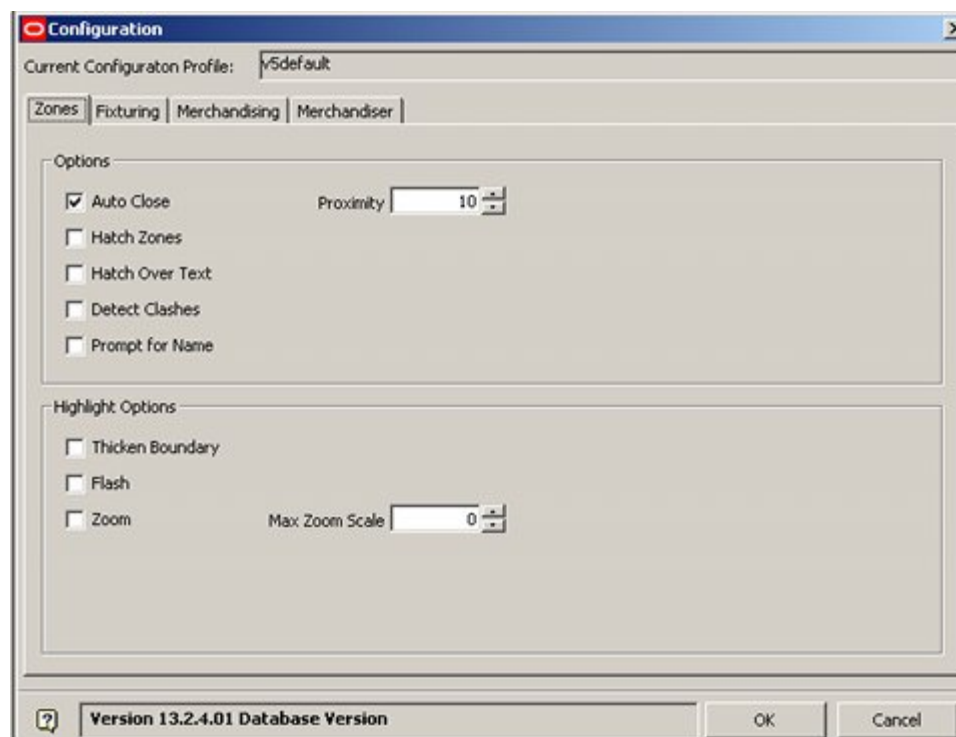 Configuration
Current Configuraton Profile: v5default
Zones Fixturing Merchandising Merchandiser
Options
Auto Close Proximity 10
Hatch Zones
Hatch Over Text
Detect Clashes
Prompt for Name
Highlight Options
Thicken Boundary
Flash
Zoom Max Zoom Scale 0
Version 13.2.4.01 Database Version OK Cancel